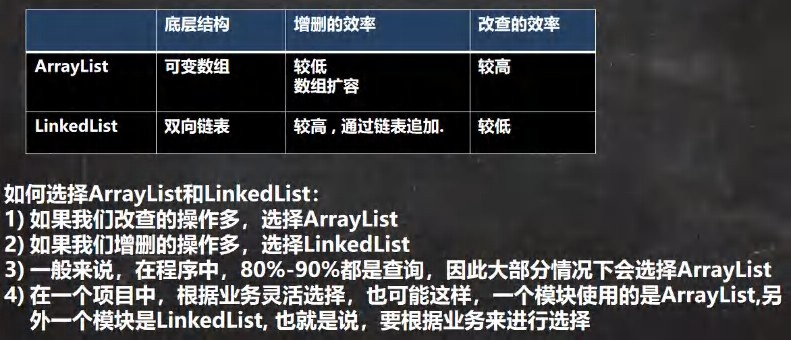 底层结构 增删的效率 改查的效率
ArrayList 可变数组 较低 较高
数组扩容
LinkedList 双向链表 较高 , 通过链表追加. 较低
如何选择ArrayList和LinkedList：
1) 如果我们改查的操作多，选择ArrayList
2) 如果我们增删的操作多，选择LinkedList
3) 一般来说，在程序中，80%-90%都是查询，因此大部分情况下会选择ArrayList
4) 在一个项目中，根据业务灵活选择，也可能这样，一个模块使用的是ArrayList,另
外一个模块是LinkedList, 也就是说，要根据业务来进行选择